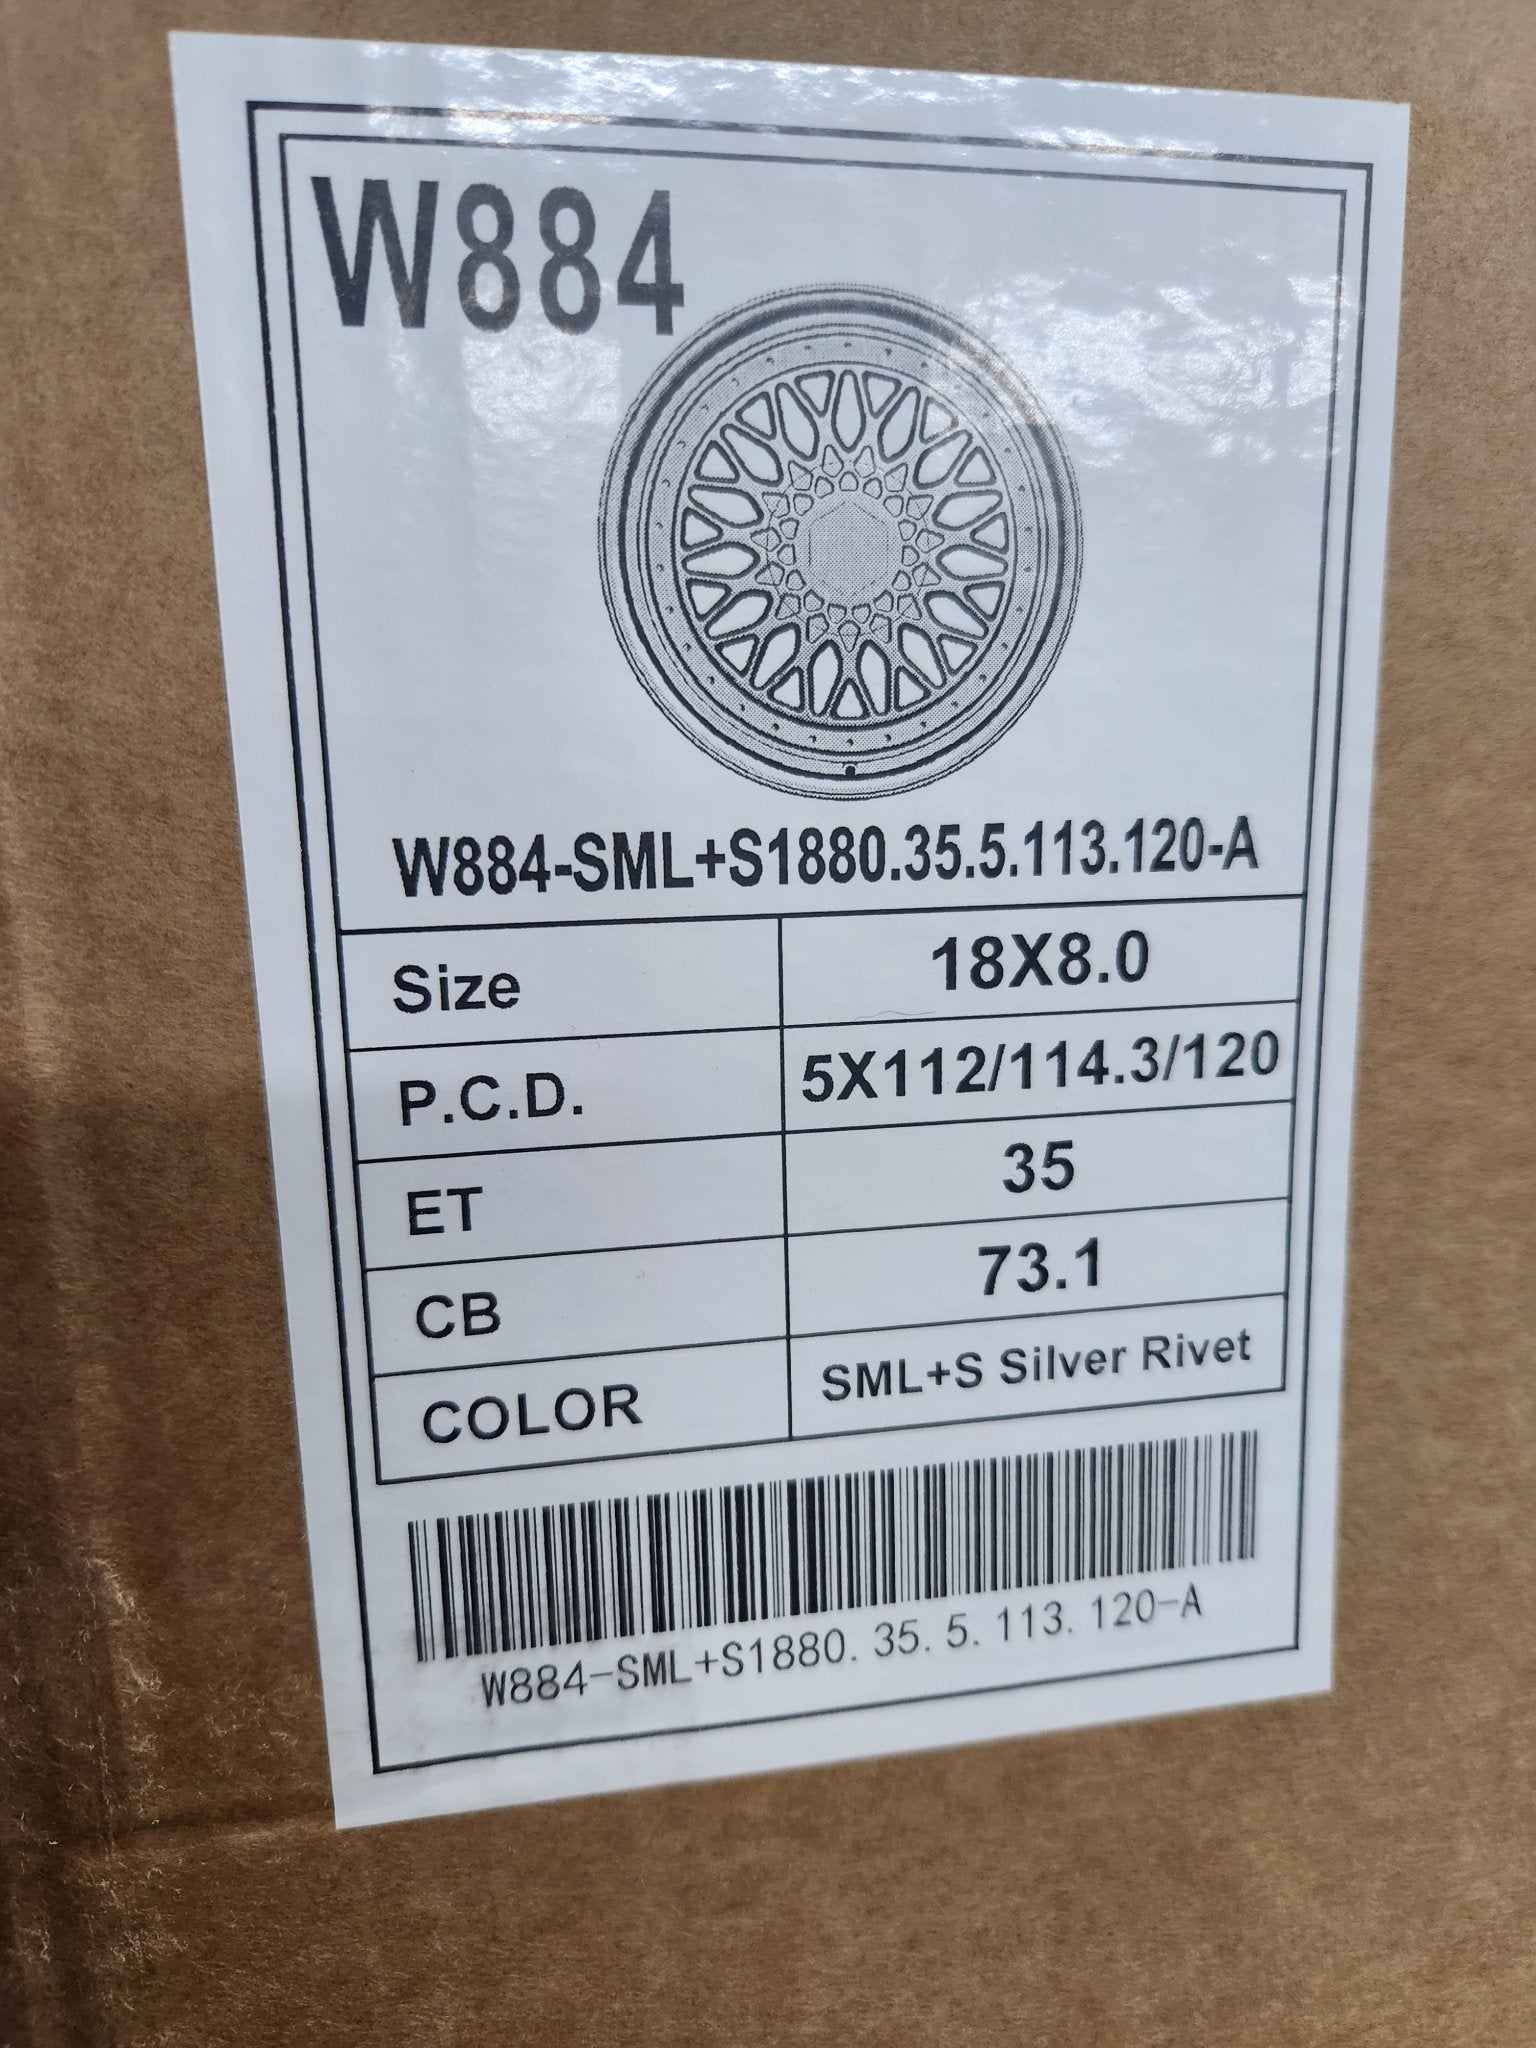 W884
W884-SML+S1880.35.5.113.120-A
Size 18X8.0
P.C.D. 5X112/114.3/120
ET 35
CB 73.1
COLOR SML+S Silver Rivet
W884-SML+S1880.35.5.113.120-A